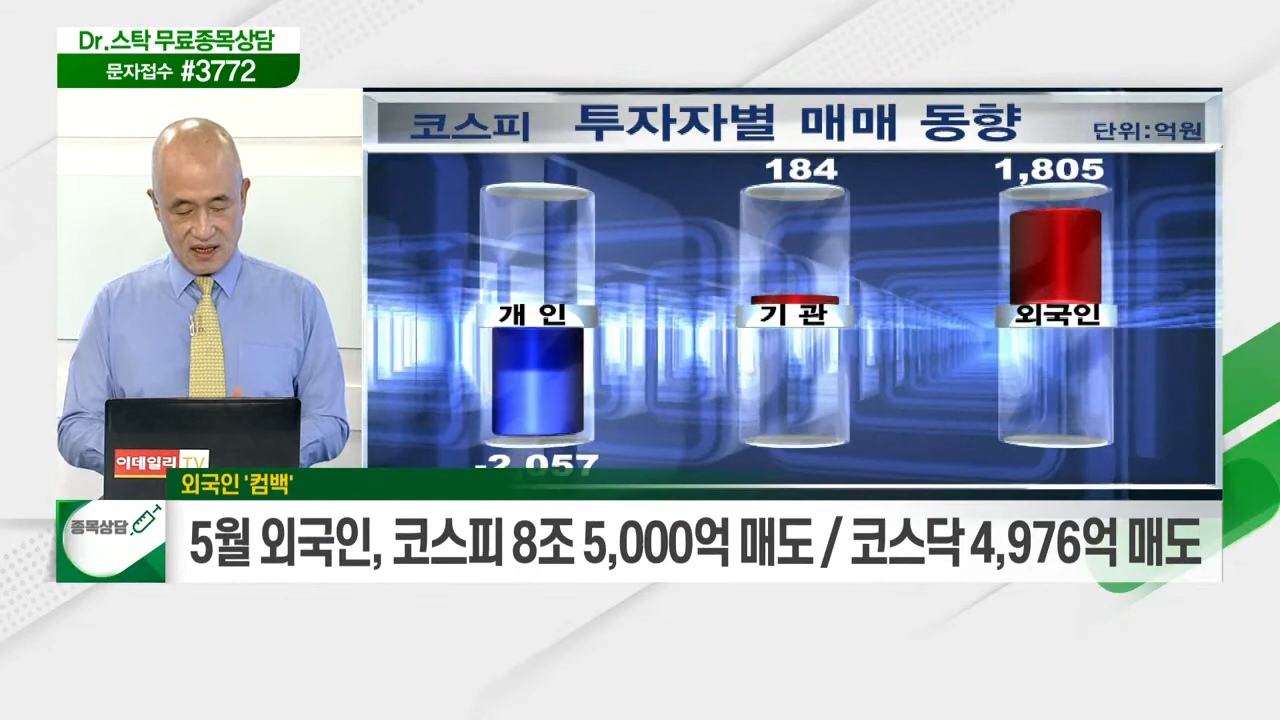 Dr.스탁 무료종목상담
문자접수 #3772
코스피 투자자별 매매 동향 단위:억원
184
1,805
개 인
기 관
외국인
-2,057
이데일리 TV
외국인 '컴백'
종목상담
5월 외국인, 코스피 8조 5,000억 매도 / 코스닥 4,976억 매도